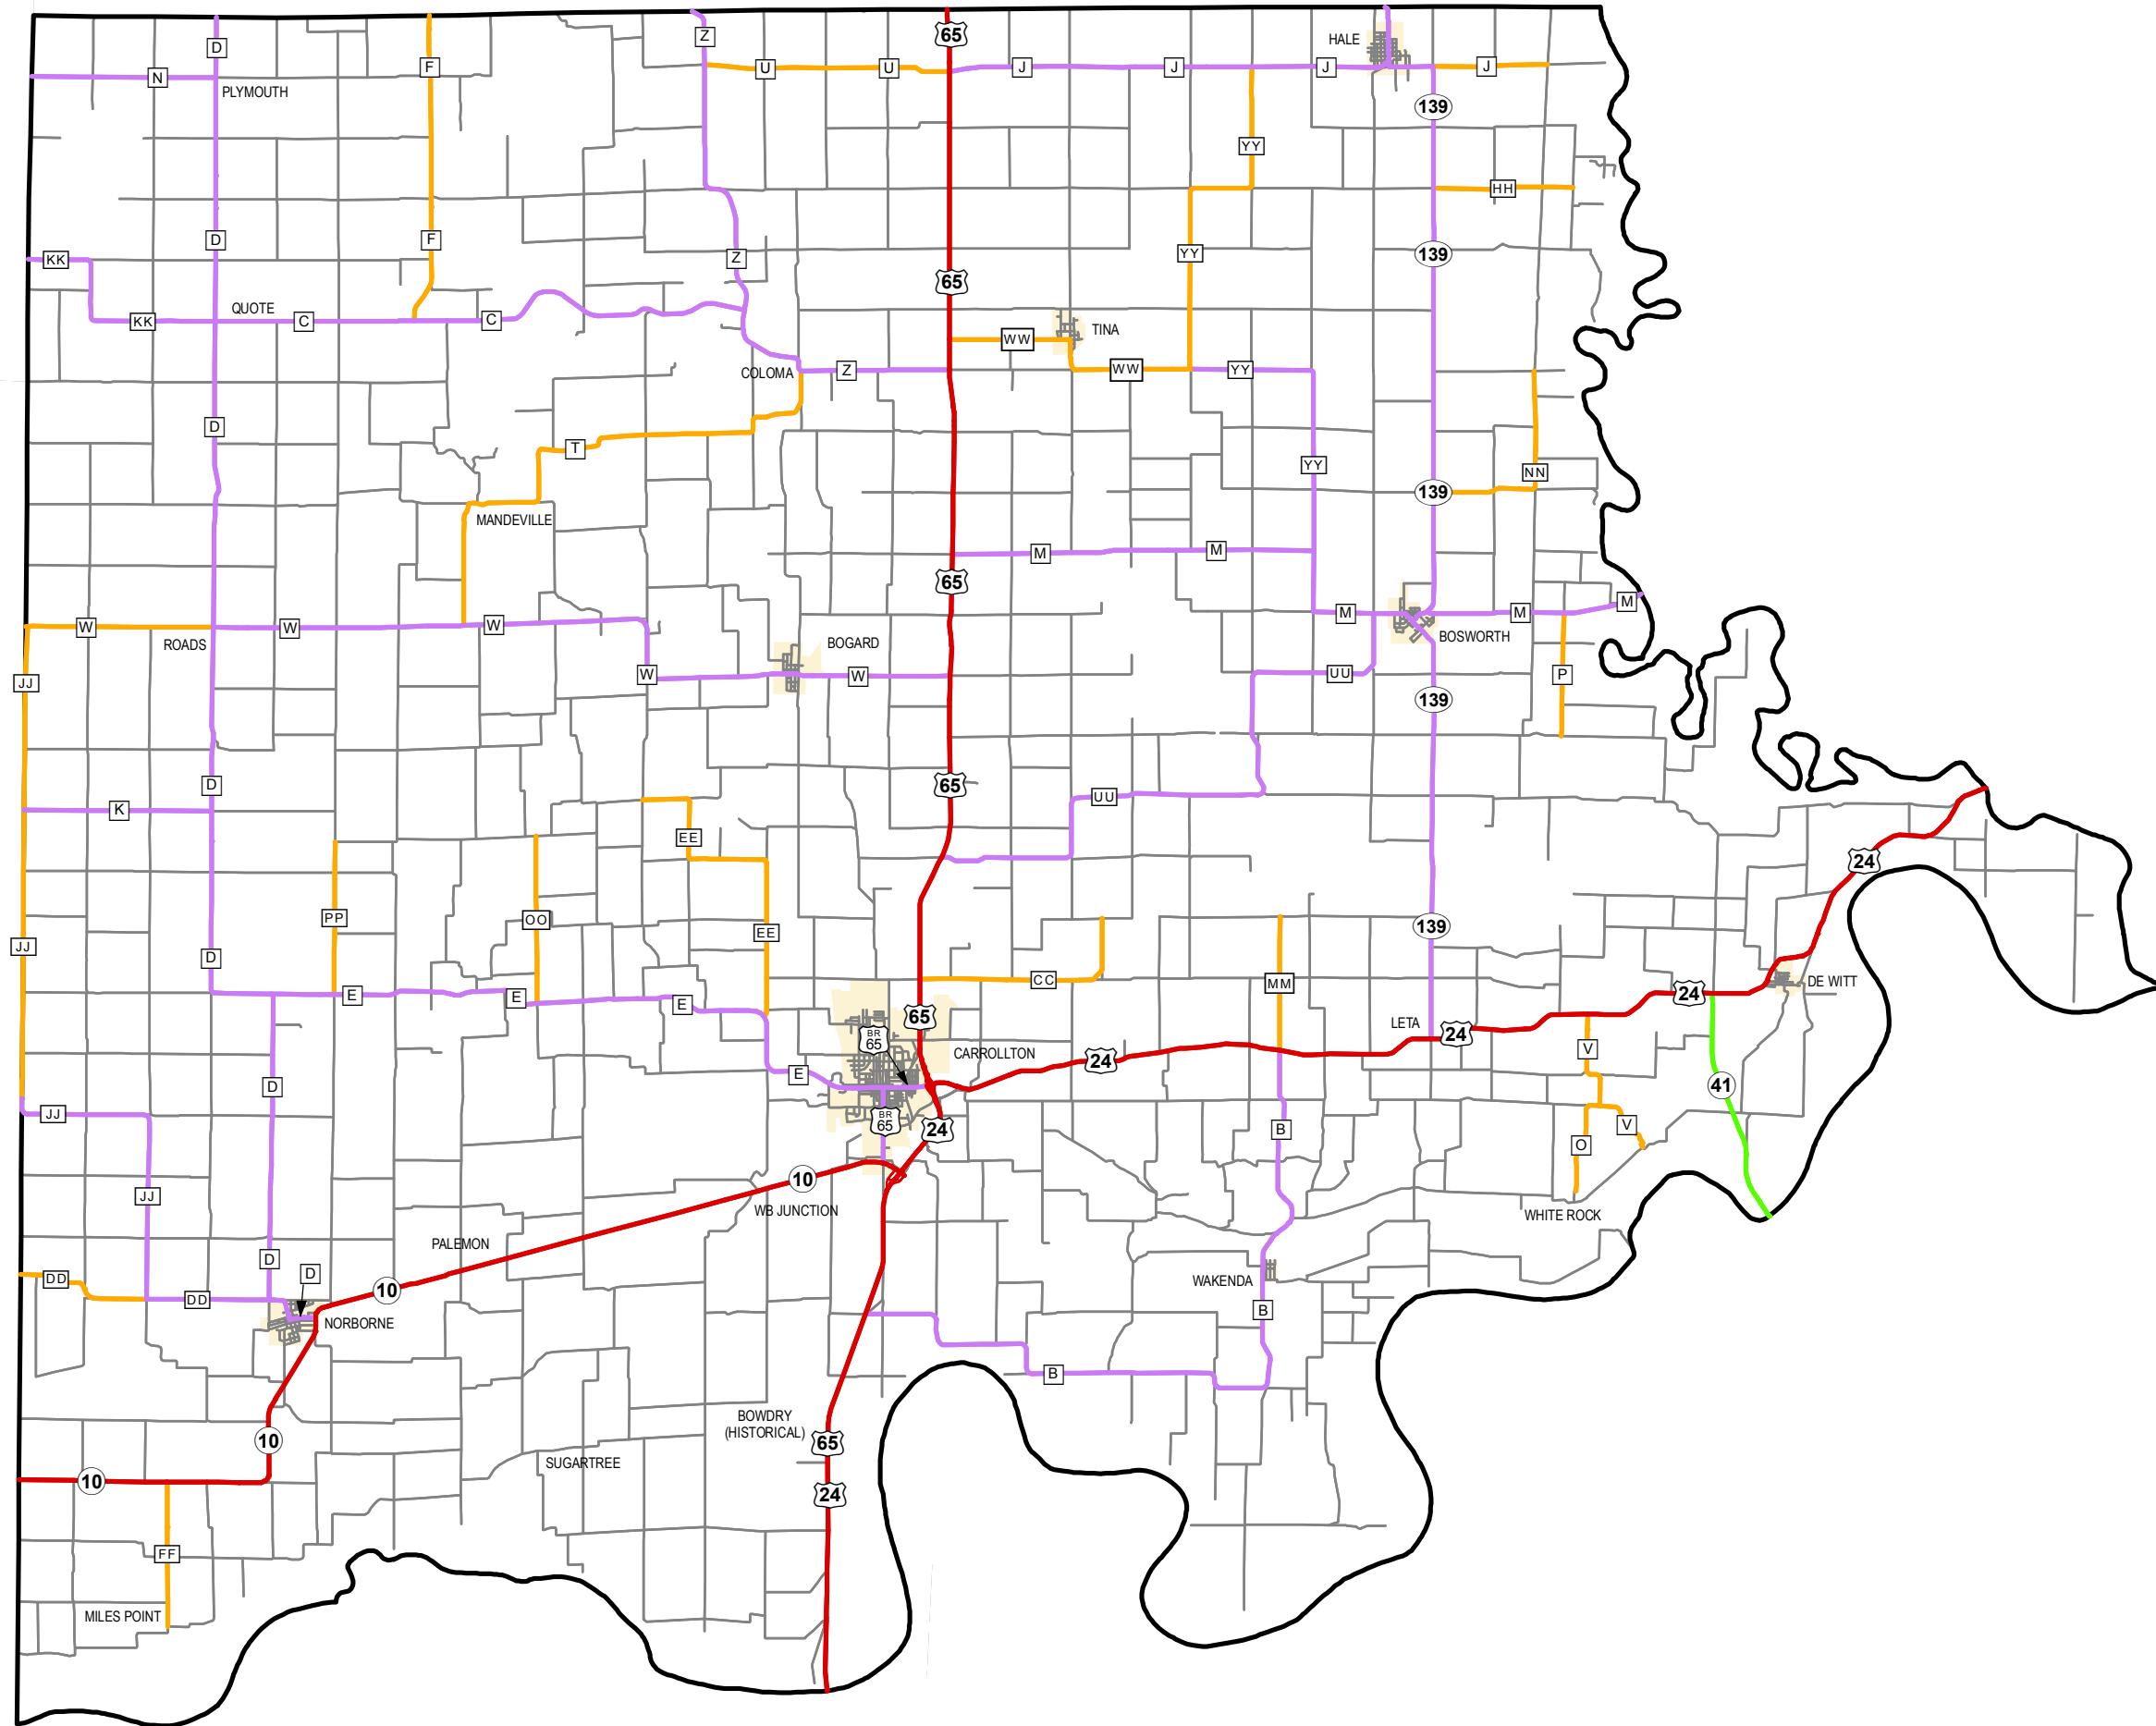 65
Z
HALE
D
F
U
U
J
J
J
J
N
PLYMOUTH
139
YY
HH
D
F
KK
Z
YY
139
65
QUOTE
KK
C
C
TINA
WW
COLOMA
Z
WW
YY
D
T
YY
NN
139
MANDEVILLE
M
M
65
W
W
W
M
M
M
ROADS
BOGARD
BOSWORTH
JJ
W
W
UU
P
139
D
65
K
UU
EE
24
PP
OO
EE
139
JJ
D
CC
MM
DE WITT
E
E
E
24
65
LETA
24
BR
65
CARROLLTON
24
V
E
D
41
JJ
BR
65
24
B
V
O
10
JJ
WB JUNCTION
WHITE ROCK
PALEMON
D
D
DD
10
WAKENDA
DD
B
NORBORNE
B
BOWDRY
(HISTORICAL)
65
10
SUGARTREE
10
24
FF
MILES POINT